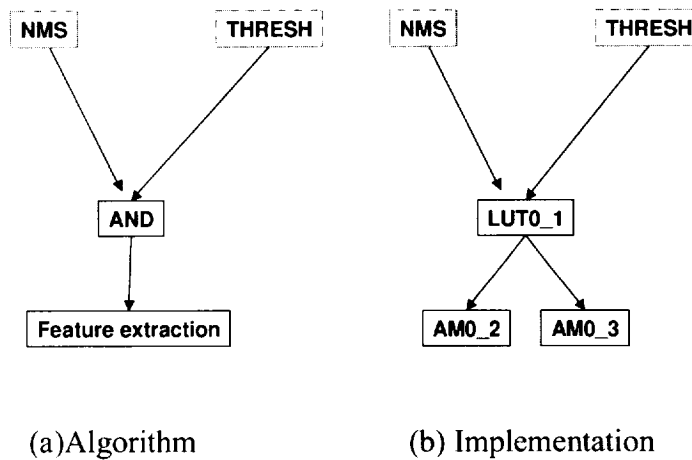 NMS THRESH
AND
Feature extraction
(a)Algorithm
NMS THRESH
LUT0_1
AM0_2 AM0_3
(b) Implementation